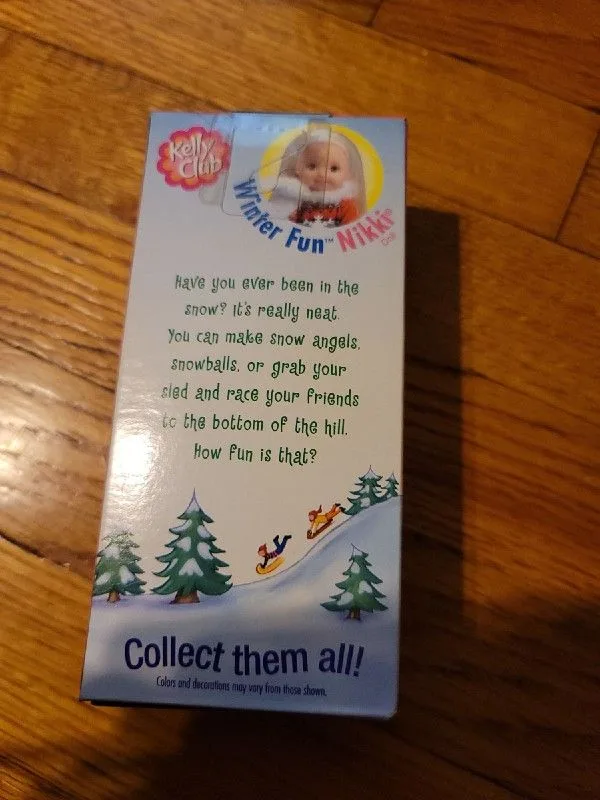 Kelly
Club
Winter Fun™ Nikki®
Doll
Have you ever been in the
snow? It's really neat.
You can make snow angels,
snowballs, or grab your
sled and race your friends
to the bottom of the hill.
How fun is that?
Collect them all!
Colors and decorations may vary from those shown.